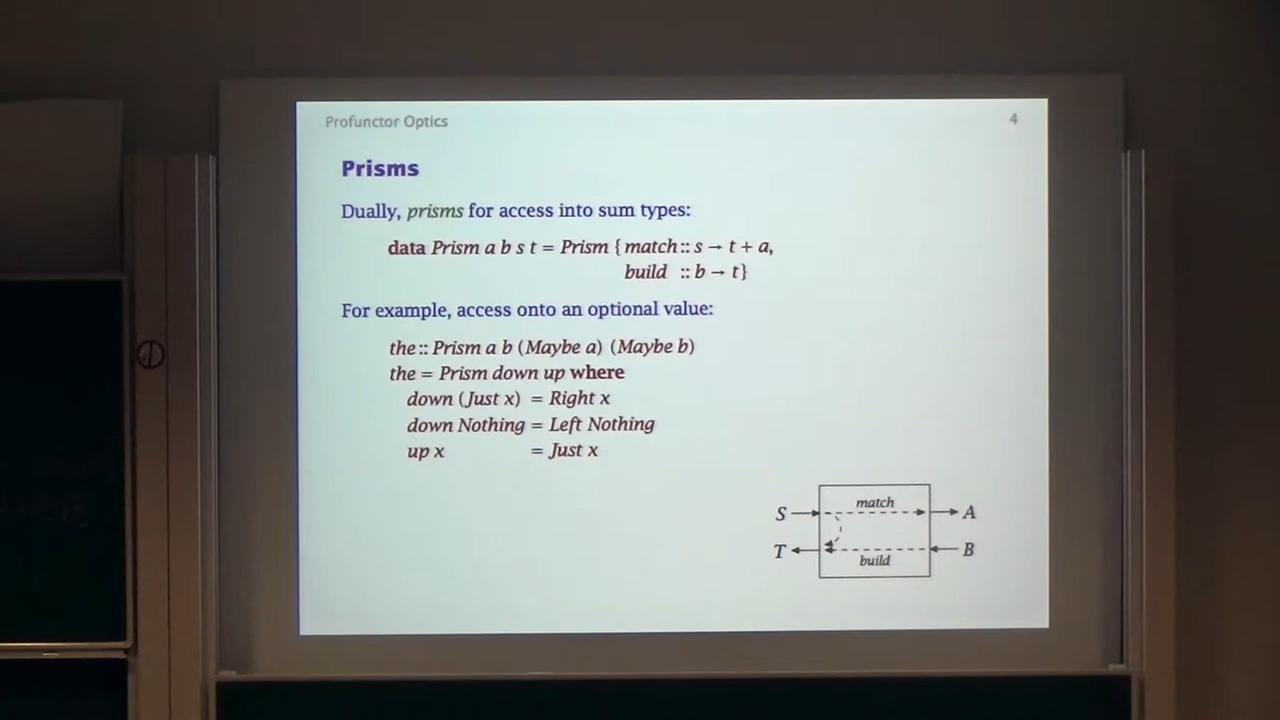 Profunctor Optics 4
Prisms
Dually, prisms for access into sum types:
data Prism a b s t = Prism { match :: s → t + a,
build :: b → t}
For example, access onto an optional value:
the :: Prism a b (Maybe a) (Maybe b)
the = Prism down up where
down (Just x) = Right x
down Nothing = Left Nothing
up x = Just x
match
S A
T B
build